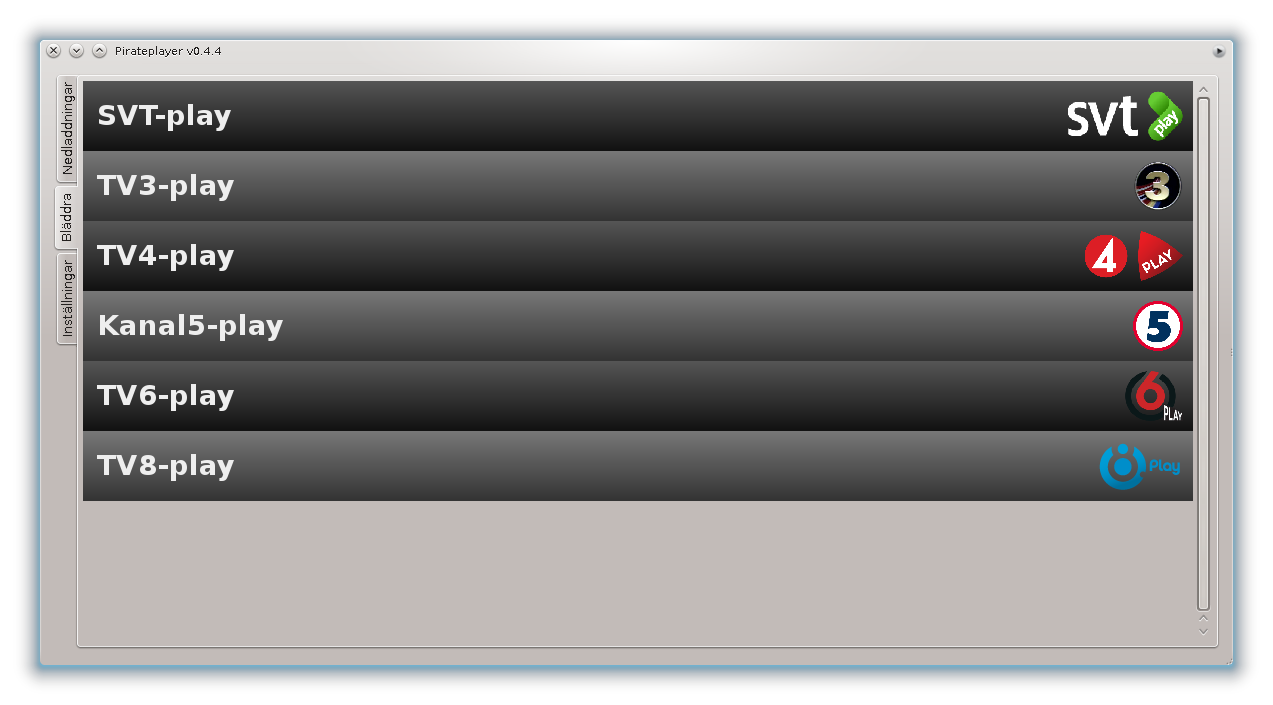 Pirateplayer v0.4.4
Nedladdningar
Bläddra
Inställningar
SVT-play
svt play
TV3-play
3
TV4-play
4 PLAY
Kanal5-play
5
TV6-play
6 PLAY
TV8-play
Play